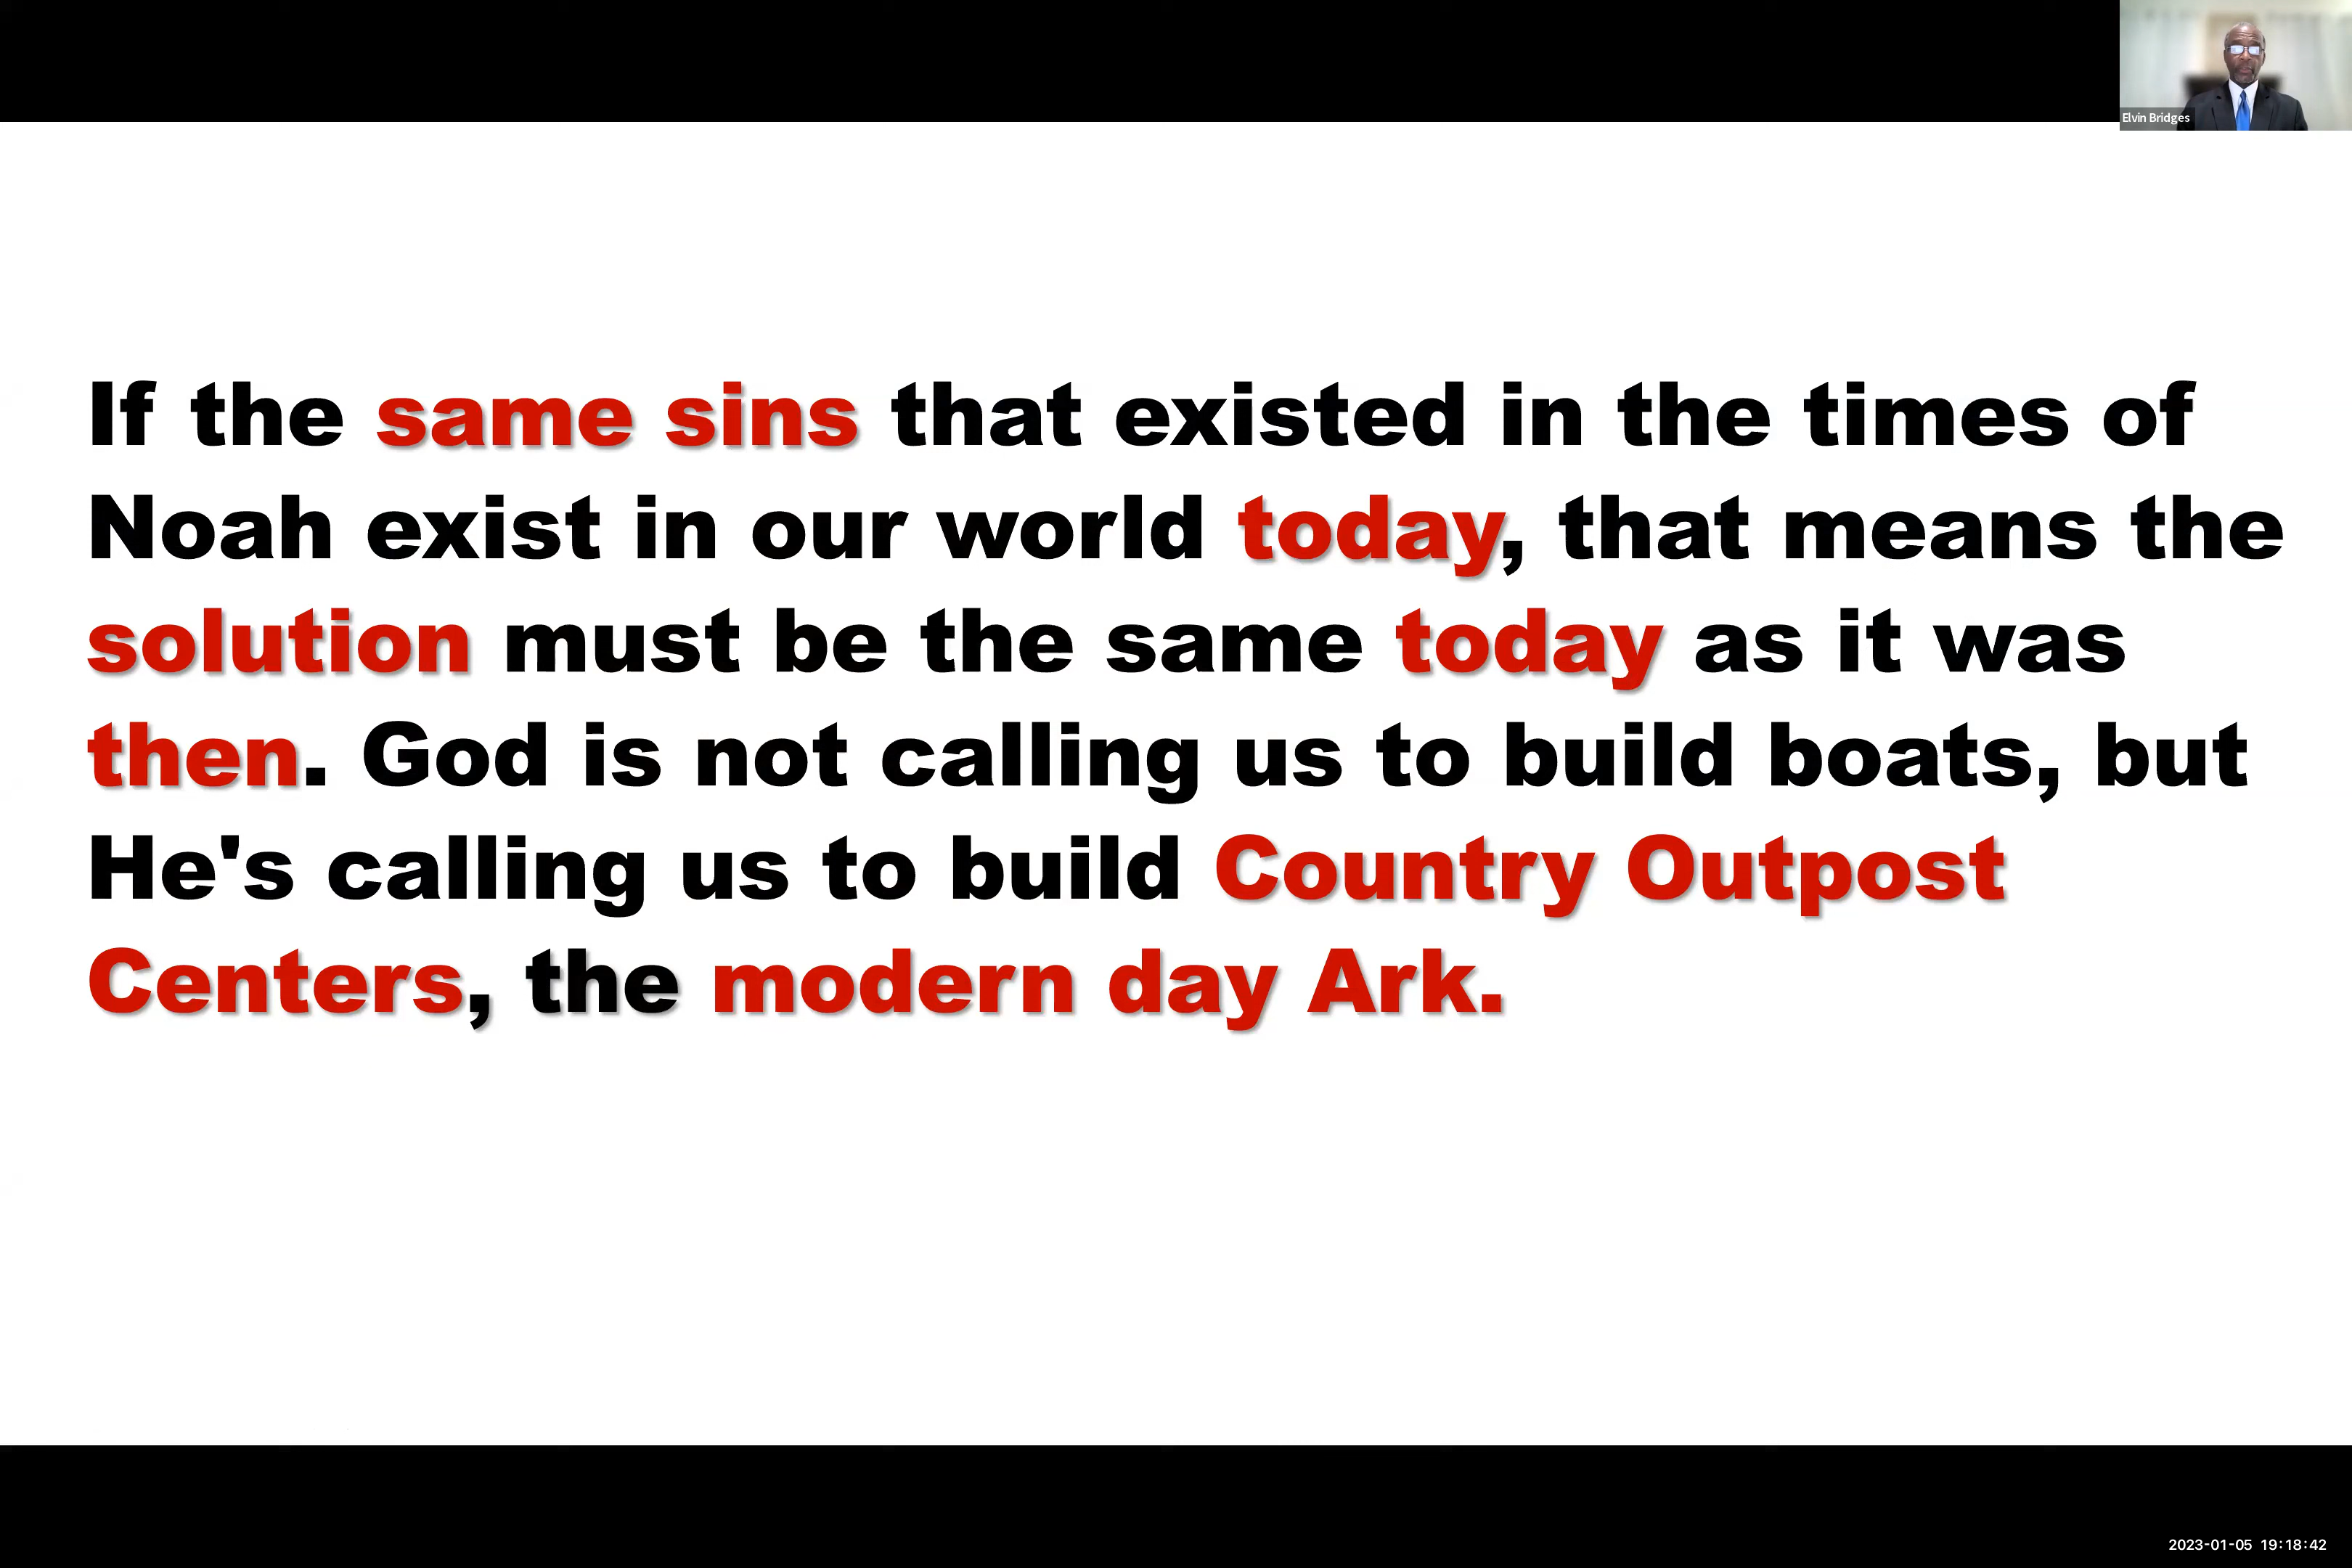 Elvin Bridges
If the same sins that existed in the times of
Noah exist in our world today, that means the
solution must be the same today as it was
then. God is not calling us to build boats, but
He's calling us to build Country Outpost
Centers, the modern day Ark.
2023-01-05 19:18:42